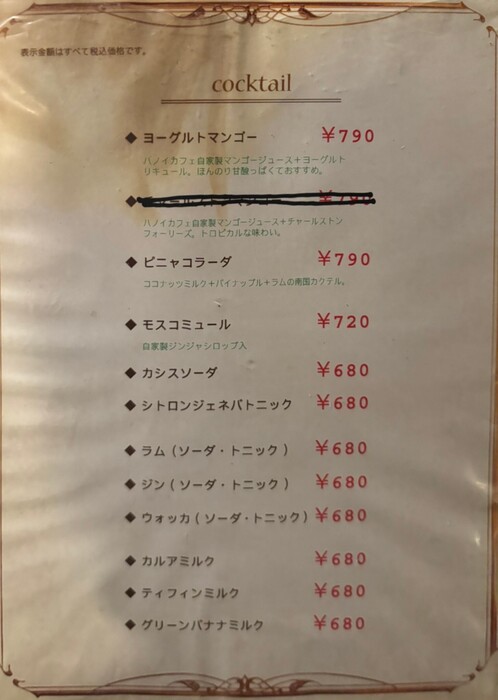 表示金額はすべて税込価格です。
cocktail
◆ ヨーグルトマンゴー ￥790
ハノイカフェ自家製マンゴージュース＋ヨーグルト
リキュール。ほんのり甘酸っぱくておすすめ。
◆ ￥790
ハノイカフェ自家製マンゴージュース＋チャールストン
フォーリーズ。トロピカルな味わい。
◆ ピニャコラーダ ￥790
ココナッツミルク＋パイナップル＋ラムの南国カクテル。
◆ モスコミュール ￥720
自家製ジンジャシロップ入
◆ カシスソーダ ￥680
◆ シトロンジェネバトニック ￥680
◆ ラム（ソーダ・トニック） ￥680
◆ ジン（ソーダ・トニック） ￥680
◆ ウォッカ（ソーダ・トニック） ￥680
◆ カルアミルク ￥680
◆ ティフィンミルク ￥680
◆ グリーンバナナミルク ￥680